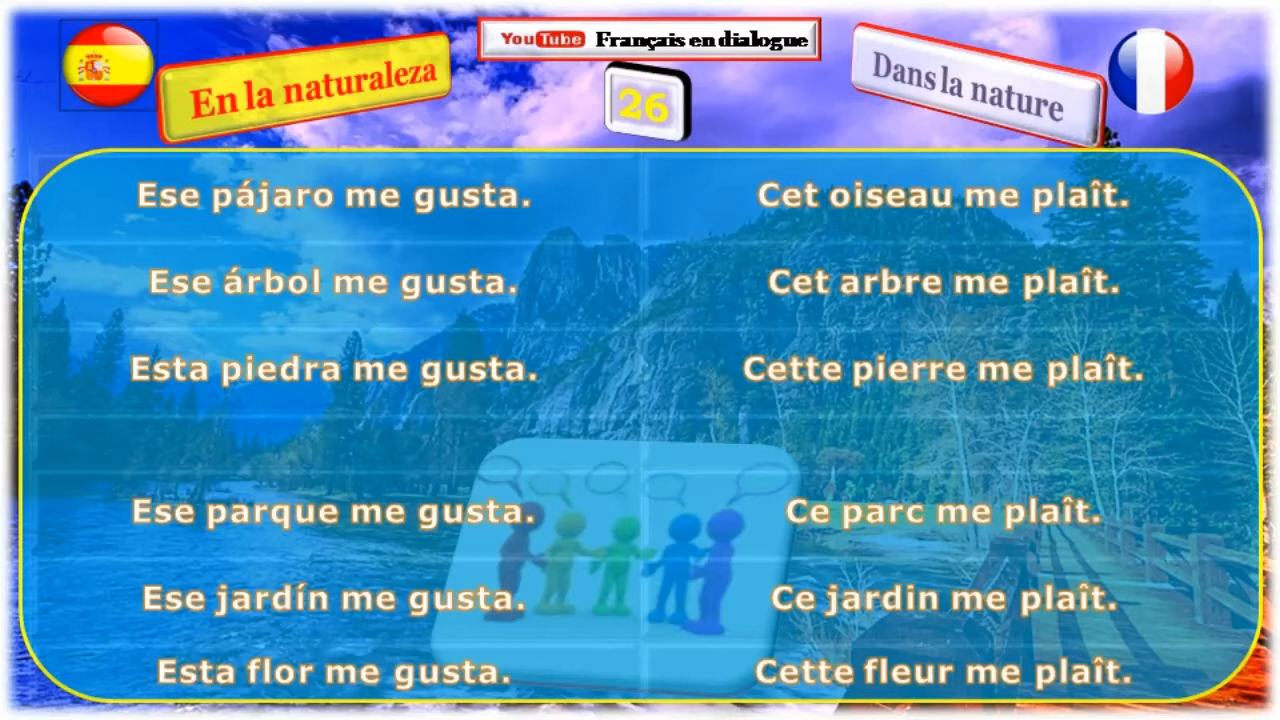 YouTube Français en dialogue
En la naturaleza
26
Dans la nature
Ese pájaro me gusta.
Cet oiseau me plaît.
Ese árbol me gusta.
Cet arbre me plaît.
Esta piedra me gusta.
Cette pierre me plaît.
Ese parque me gusta.
Ce parc me plaît.
Ese jardín me gusta.
Ce jardin me plaît.
Esta flor me gusta.
Cette fleur me plaît.